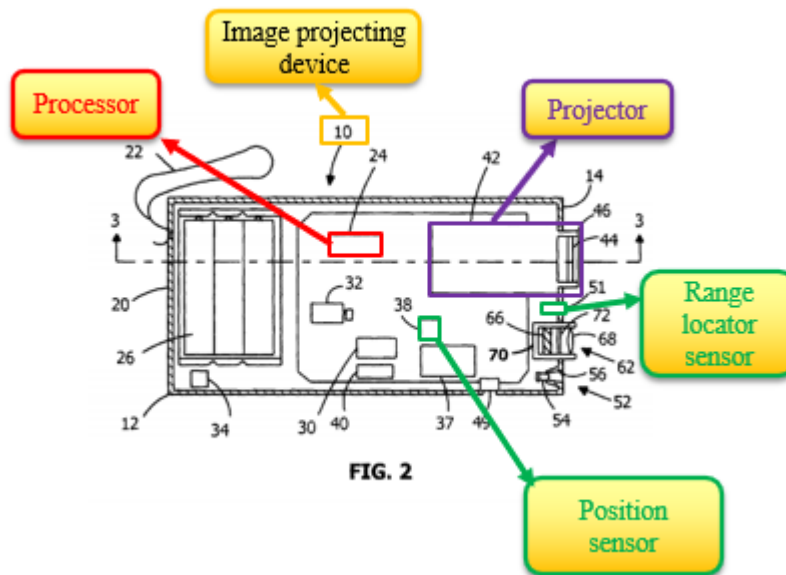 Image projecting
device
Processor
Projector
10
22
24
42
14
46
3
3
44
51
20
32
Range
locator
sensor
38
66
72
26
70
68
62
56
12
34
30
40
37
49
54
52
FIG. 2
Position
sensor